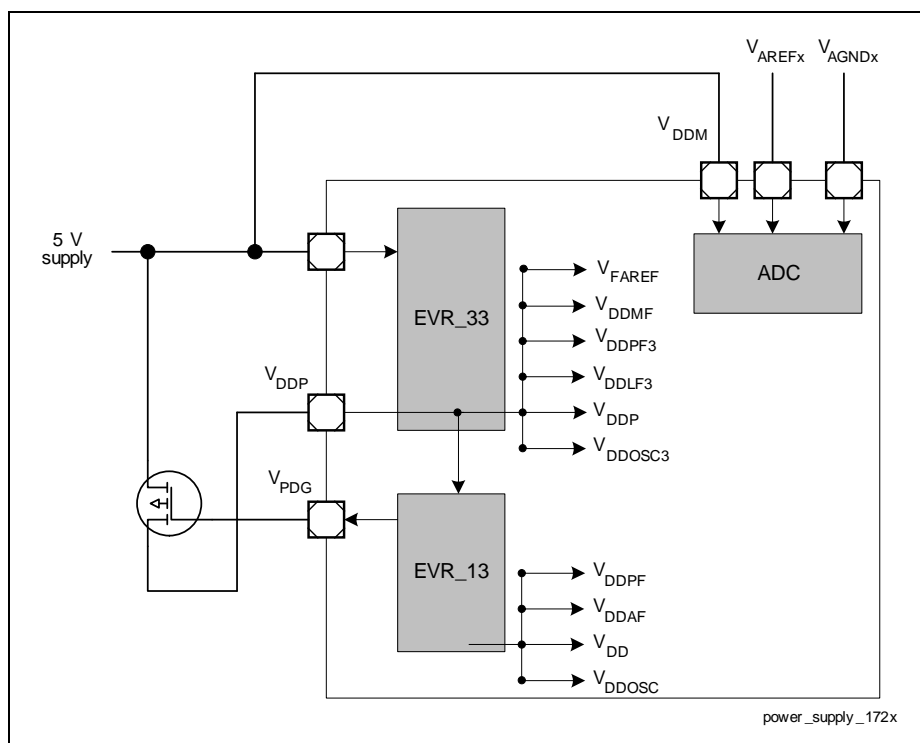 V_AREFx V_AGNDx
V_DDM
5 V
supply
EVR_33
ADC
V_FAREF
V_DDMF
V_DDPF3
V_DDLF3
V_DDP
V_DDP
V_DDOSC3
V_PDG
EVR_13
V_DDPF
V_DDAF
V_DD
V_DDOSC
power_supply_172x